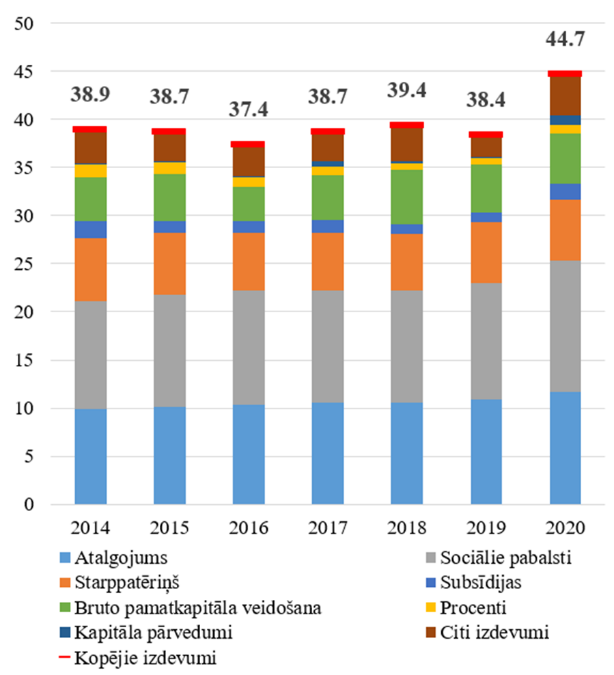 50
44.7
45
38.9 38.7 37.4 38.7 39.4 38.4
40
35
30
25
20
15
10
5
0
2014 2015 2016 2017 2018 2019 2020
Atalgojums Sociālie pabalsti
Starppatēriņš Subsīdijas
Bruto pamatkapitāla veidošana Procenti
Kapitāla pārvedumi Citi izdevumi
Kopējie izdevumi